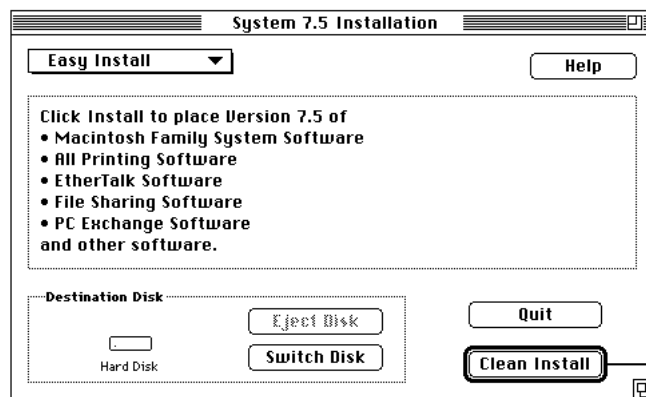 System 7.5 Installation
Easy Install
Help
Click Install to place Version 7.5 of
• Macintosh Family System Software
• All Printing Software
• EtherTalk Software
• File Sharing Software
• PC Exchange Software
and other software.
Destination Disk
Eject Disk
Quit
Hard Disk
Switch Disk
Clean Install